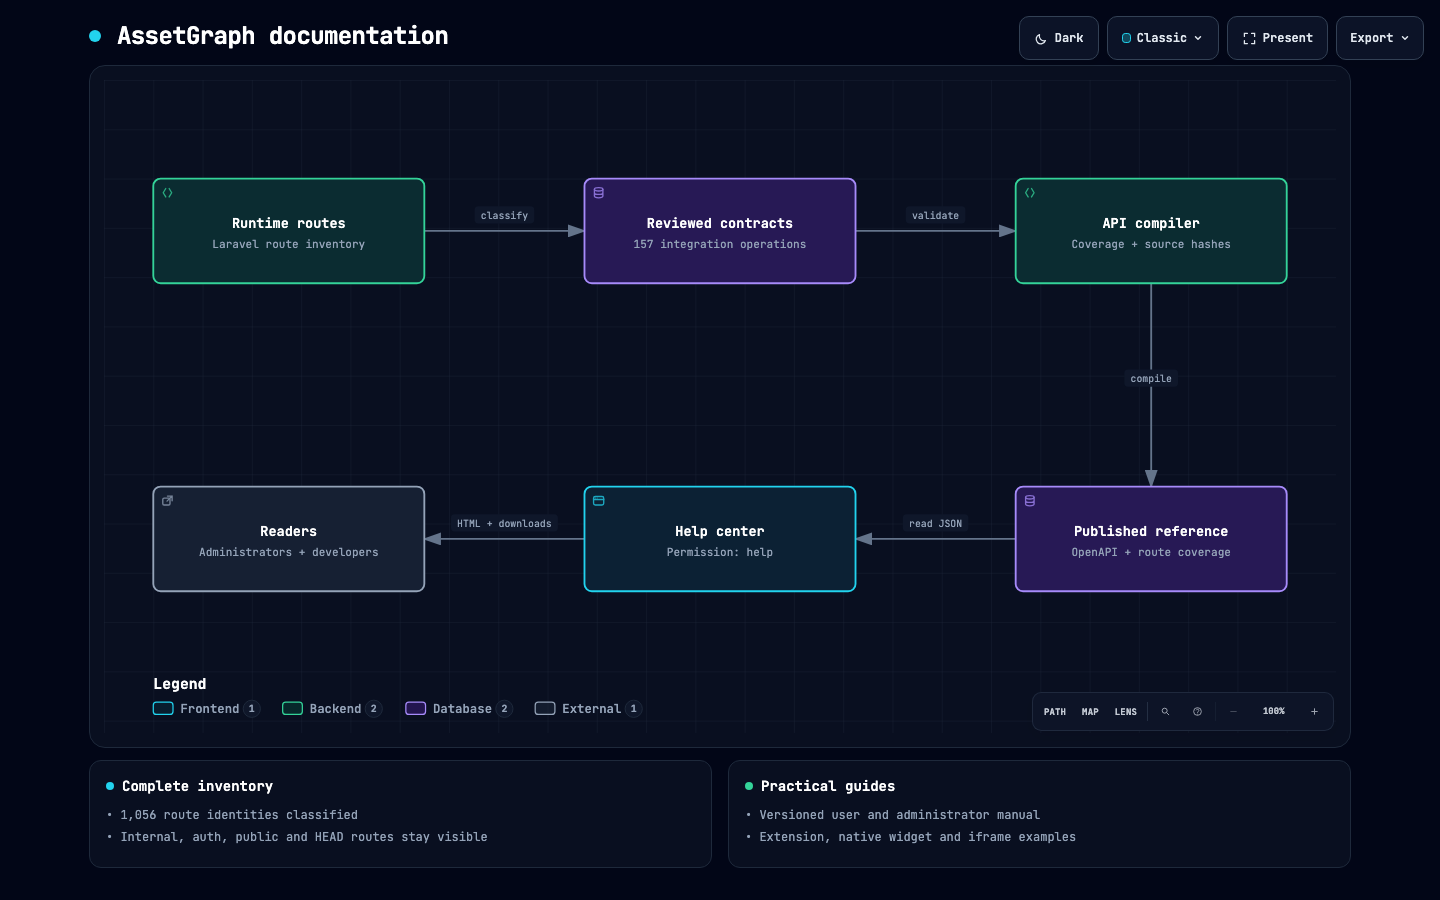 AssetGraph documentation
Dark
Classic
Present
Export
Runtime routes
Laravel route inventory
classify
Reviewed contracts
157 integration operations
validate
API compiler
Coverage + source hashes
compile
Readers
Administrators + developers
HTML + downloads
Help center
Permission: help
read JSON
Published reference
OpenAPI + route coverage
Legend
Frontend 1
Backend 2
Database 2
External 1
PATH MAP LENS
− 100% +
Complete inventory
• 1,056 route identities classified
• Internal, auth, public and HEAD routes stay visible
Practical guides
• Versioned user and administrator manual
• Extension, native widget and iframe examples